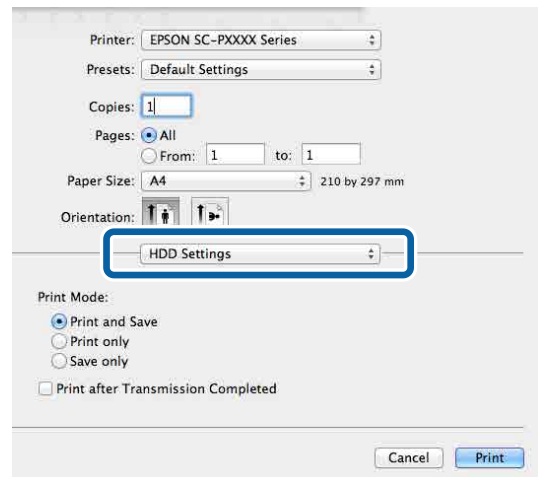 Printer: EPSON SC-PXXXX Series
Presets: Default Settings
Copies: 1
Pages: All
From: 1 to: 1
Paper Size: A4 210 by 297 mm
Orientation:
HDD Settings
Print Mode:
Print and Save
Print only
Save only
Print after Transmission Completed
Cancel Print